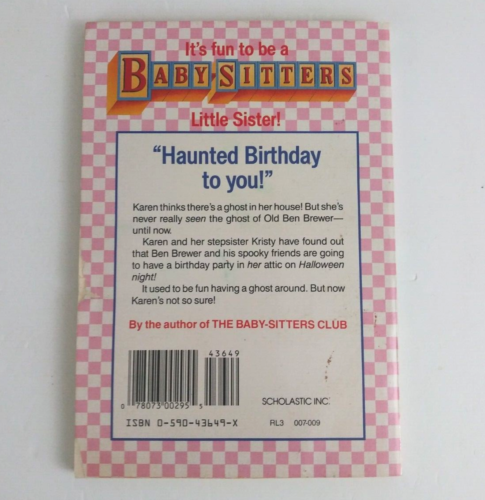 It's fun to be a
BABY-SITTERS
Little Sister!
"Haunted Birthday
to you!"
Karen thinks there's a ghost in her house! But she's
never really seen the ghost of Old Ben Brewer—
until now.
Karen and her stepsister Kristy have found out
that Ben Brewer and his spooky friends are going
to have a birthday party in her attic on Halloween
night!
It used to be fun having a ghost around. But now
Karen's not so sure!
By the author of THE BABY-SITTERS CLUB
43649
0 78073 00295 5
SCHOLASTIC INC.
ISBN 0-590-43649-X
RL3 007-009